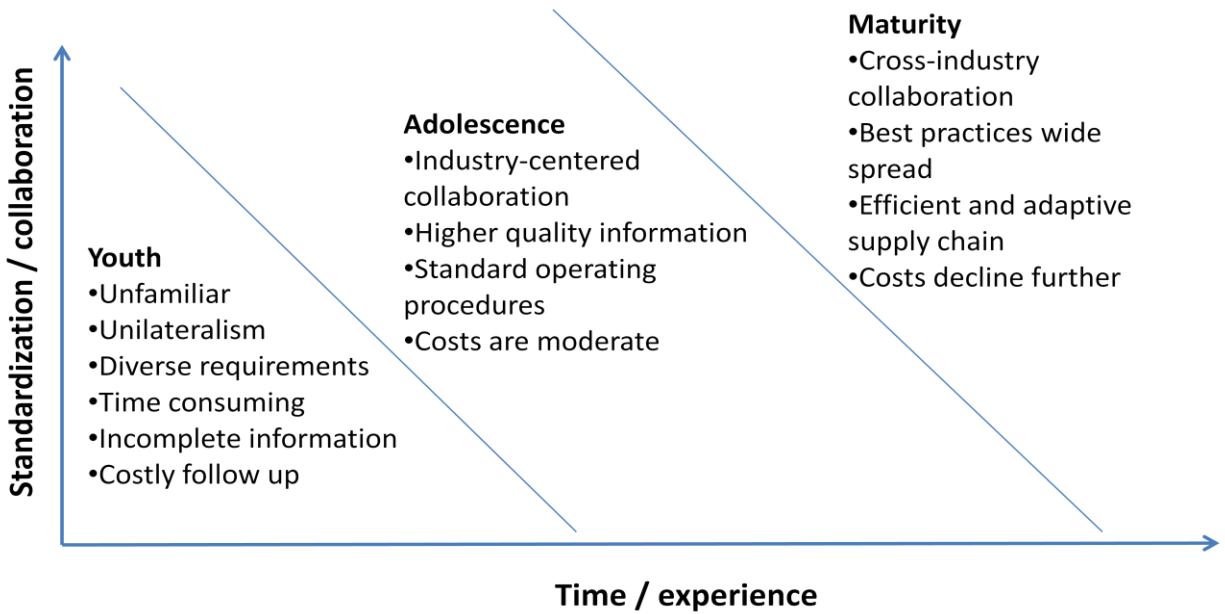 Standardization / collaboration
Youth
•Unfamiliar
•Unilateralism
•Diverse requirements
•Time consuming
•Incomplete information
•Costly follow up
Adolescence
•Industry-centered
collaboration
•Higher quality information
•Standard operating
procedures
•Costs are moderate
Maturity
•Cross-industry
collaboration
•Best practices wide
spread
•Efficient and adaptive
supply chain
•Costs decline further
Time / experience